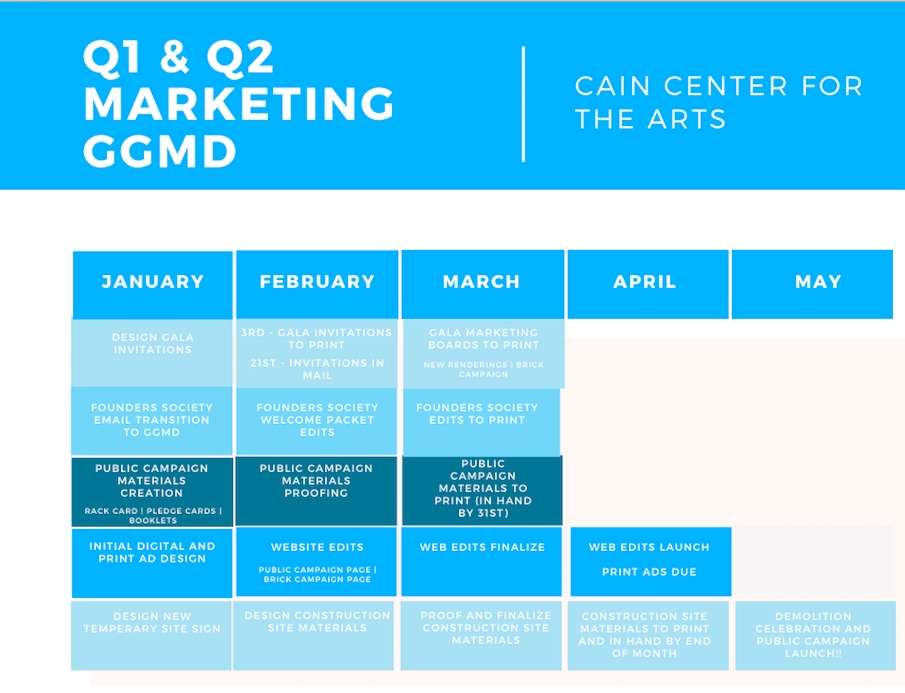 Q1 & Q2
MARKETING
GGMD
CAIN CENTER FOR
THE ARTS
JANUARY
FEBRUARY
MARCH
APRIL
MAY
DESIGN GALA
INVITATIONS
3RD - GALA INVITATIONS
TO PRINT
21ST - INVITATIONS IN
MAIL
GALA MARKETING
BOARDS TO PRINT
NEW RENDERINGS | BRICK
CAMPAIGN
FOUNDERS SOCIETY
EMAIL TRANSITION
TO GGMD
FOUNDERS SOCIETY
WELCOME PACKET
EDITS
FOUNDERS SOCIETY
EDITS TO PRINT
PUBLIC CAMPAIGN
MATERIALS
CREATION
RACK CARD | PLEDGE CARDS |
BOOKLETS
PUBLIC CAMPAIGN
MATERIALS
PROOFING
PUBLIC
CAMPAIGN
MATERIALS TO
PRINT (IN HAND
BY 31ST)
INITIAL DIGITAL AND
PRINT AD DESIGN
WEBSITE EDITS
PUBLIC CAMPAIGN PAGE |
BRICK CAMPAIGN PAGE
WEB EDITS FINALIZE
WEB EDITS LAUNCH
PRINT ADS DUE
DESIGN NEW
TEMPERARY SITE SIGN
DESIGN CONSTRUCTION
SITE MATERIALS
PROOF AND FINALIZE
CONSTRUCTION SITE
MATERIALS
CONSTRUCTION SITE
MATERIALS TO PRINT
AND IN HAND BY END
OF MONTH
DEMOLITION
CELEBRATION AND
PUBLIC CAMPAIGN
LAUNCH!!